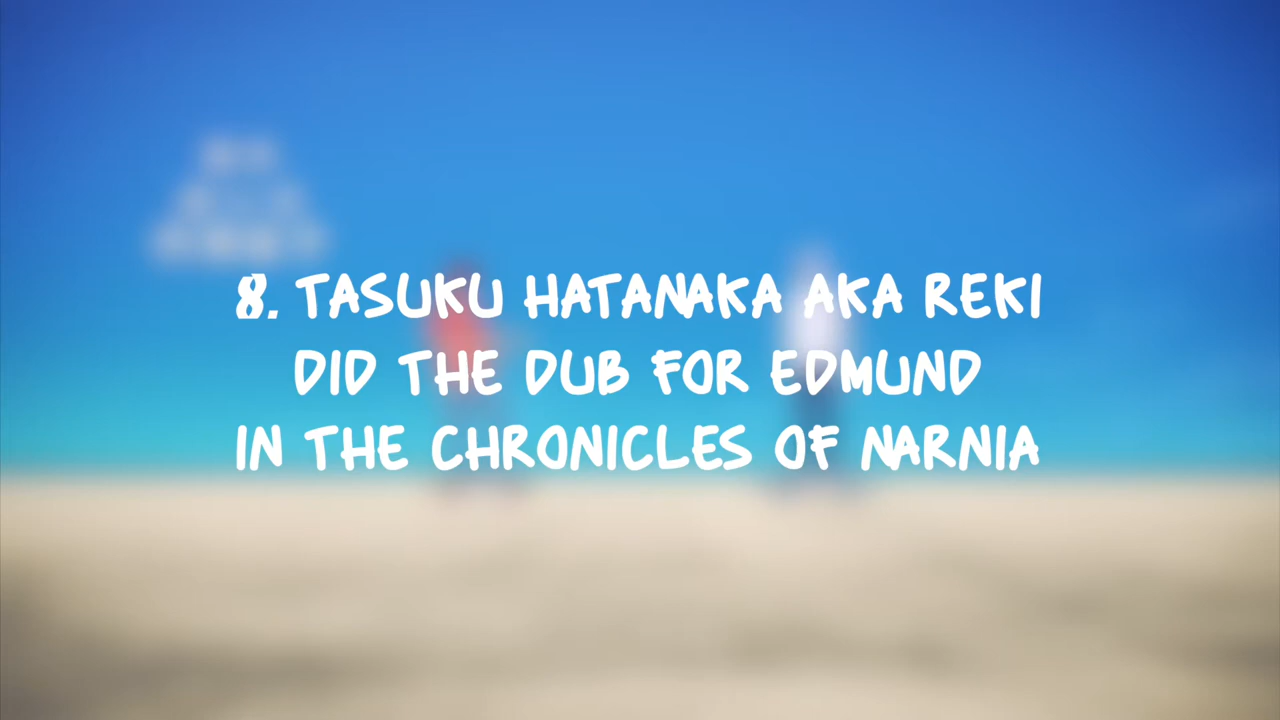 8. TASUKU HATANAKA AKA REKI
DID THE DUB FOR EDMUND
IN THE CHRONICLES OF NARNIA